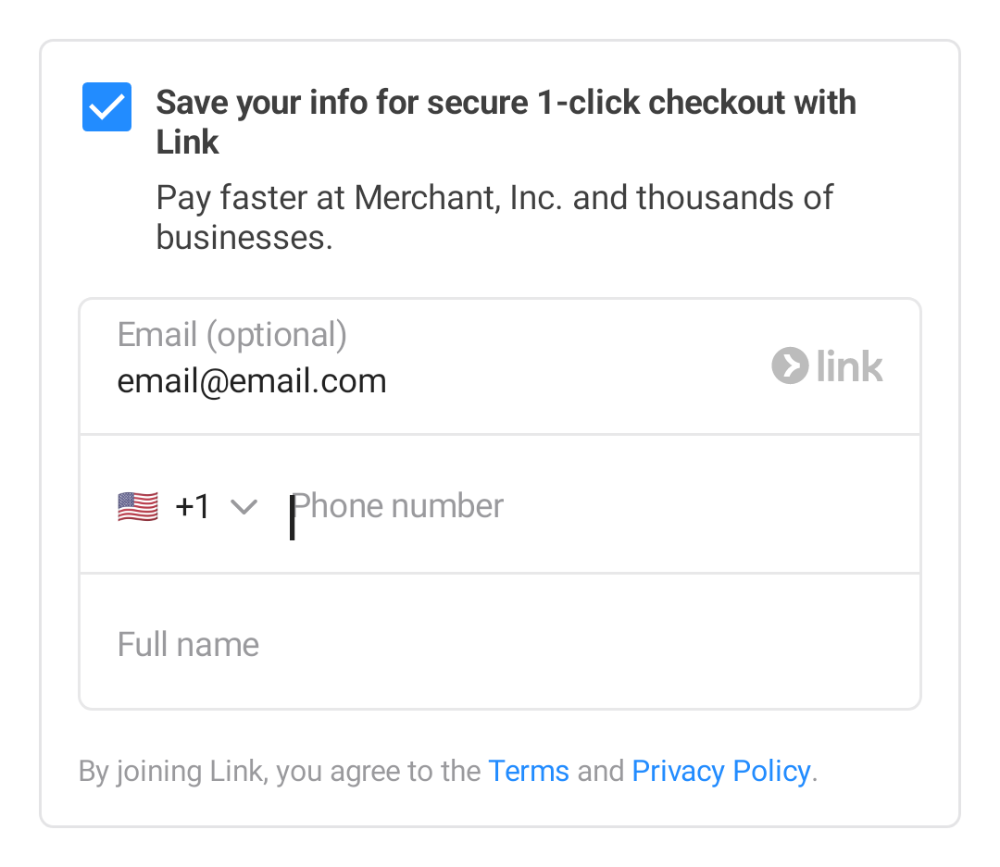 Save your info for secure 1-click checkout with
Link
Pay faster at Merchant, Inc. and thousands of
businesses.
Email (optional)
email@email.com
link
+1
Phone number
Full name
By joining Link, you agree to the Terms and Privacy Policy.